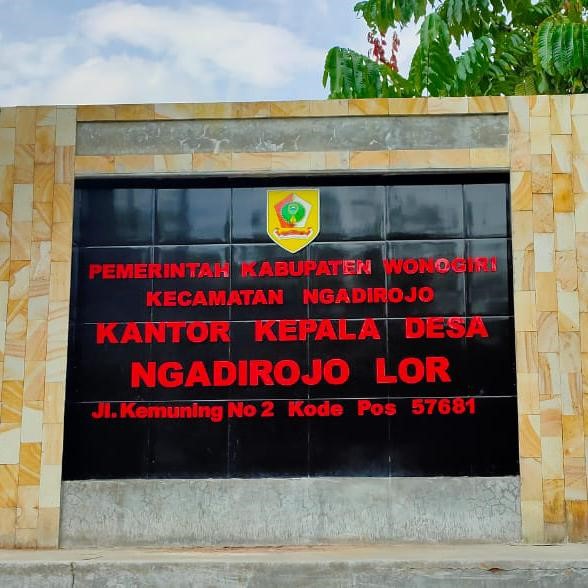 PEMERINTAH KABUPATEN WONOGIRI
KECAMATAN NGADIROJO
KANTOR KEPALA DESA
NGADIROJO LOR
Jl. Kemuning No 2 Kode Pos 57681